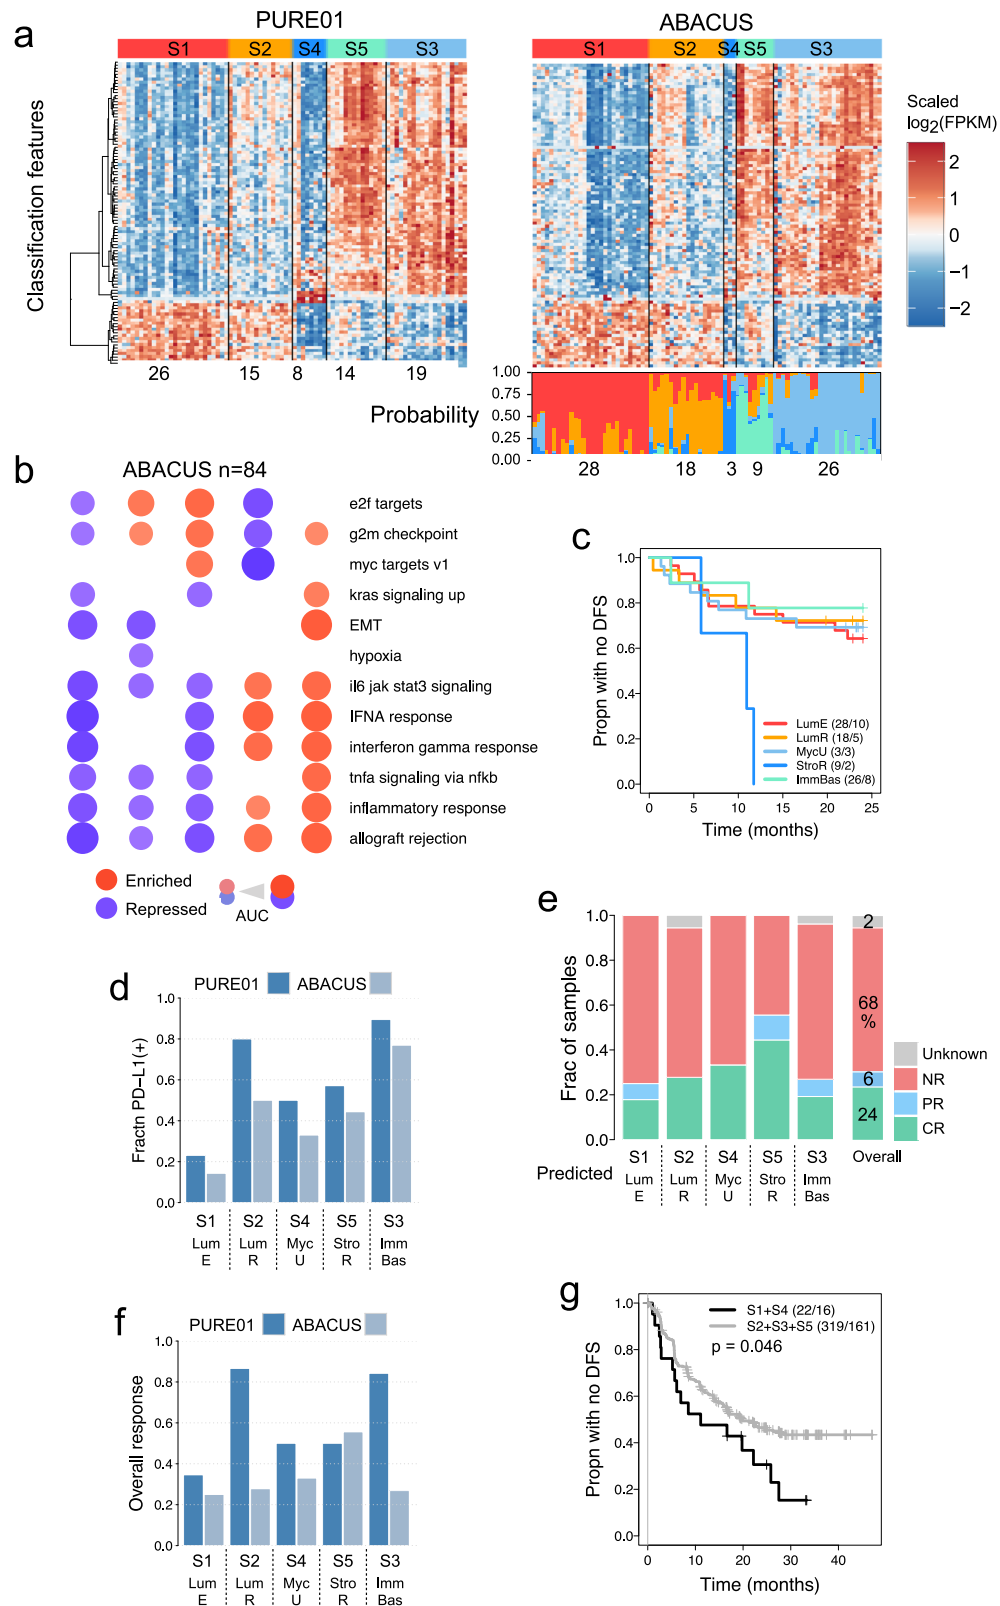 a
PURE01
ABACUS
S1 S2 S4 S5 S3
S1 S2 S4 S5 S3
Classification features
Scaled
log2(FPKM)
2
1
0
−1
−2
26 15 8 14 19
Probability
1.00
0.75
0.50
0.25
0.00
28 18 3 9 26
b
ABACUS n=84
e2f targets
g2m checkpoint
myc targets v1
kras signaling up
EMT
hypoxia
il6 jak stat3 signaling
IFNA response
interferon gamma response
tnfa signaling via nfkb
inflammatory response
allograft rejection
Enriched
Repressed
AUC
c
Propn with no DFS
1.0
0.8
0.6
0.4
0.2
0.0
LumE (28/10)
LumR (18/5)
MycU (3/3)
StroR (9/2)
ImmBas (26/8)
0 5 10 15 20 25
Time (months)
d
PURE01 ABACUS
Fractn PD−L1(+)
1.0
0.8
0.6
0.4
0.2
0.0
S1 S2 S4 S5 S3
Lum Lum Myc Stro Imm
E R U R Bas
e
Frac of samples
1.0
0.8
0.6
0.4
0.2
0.0
2
68
%
6
24
Unknown
NR
PR
CR
S1 S2 S4 S5 S3 Overall
Predicted Lum Lum Myc Stro Imm
E R U R Bas
f
PURE01 ABACUS
Overall response
1.0
0.8
0.6
0.4
0.2
0.0
S1 S2 S4 S5 S3
Lum Lum Myc Stro Imm
E R U R Bas
g
Propn with no DFS
1.0
0.8
0.6
0.4
0.2
0.0
S1+S4 (22/16)
S2+S3+S5 (319/161)
p = 0.046
0 10 20 30 40
Time (months)